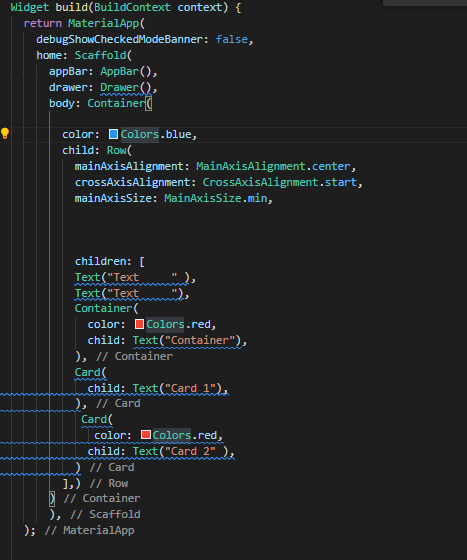 Widget build(BuildContext context) {
return MaterialApp(
debugShowCheckedModeBanner: false,
home: Scaffold(
appBar: AppBar(),
drawer: Drawer(),
body: Container(
color: Colors.blue,
child: Row(
mainAxisAlignment: MainAxisAlignment.center,
crossAxisAlignment: CrossAxisAlignment.start,
mainAxisSize: MainAxisSize.min,
children: [
Text("Text     " ),
Text("Text     "),
Container(
color: Colors.red,
child: Text("Container"),
), // Container
Card(
child: Text("Card 1"),
), // Card
Card(
color: Colors.red,
child: Text("Card 2" ),
) // Card
],) // Row
) // Container
), // Scaffold
); // MaterialApp